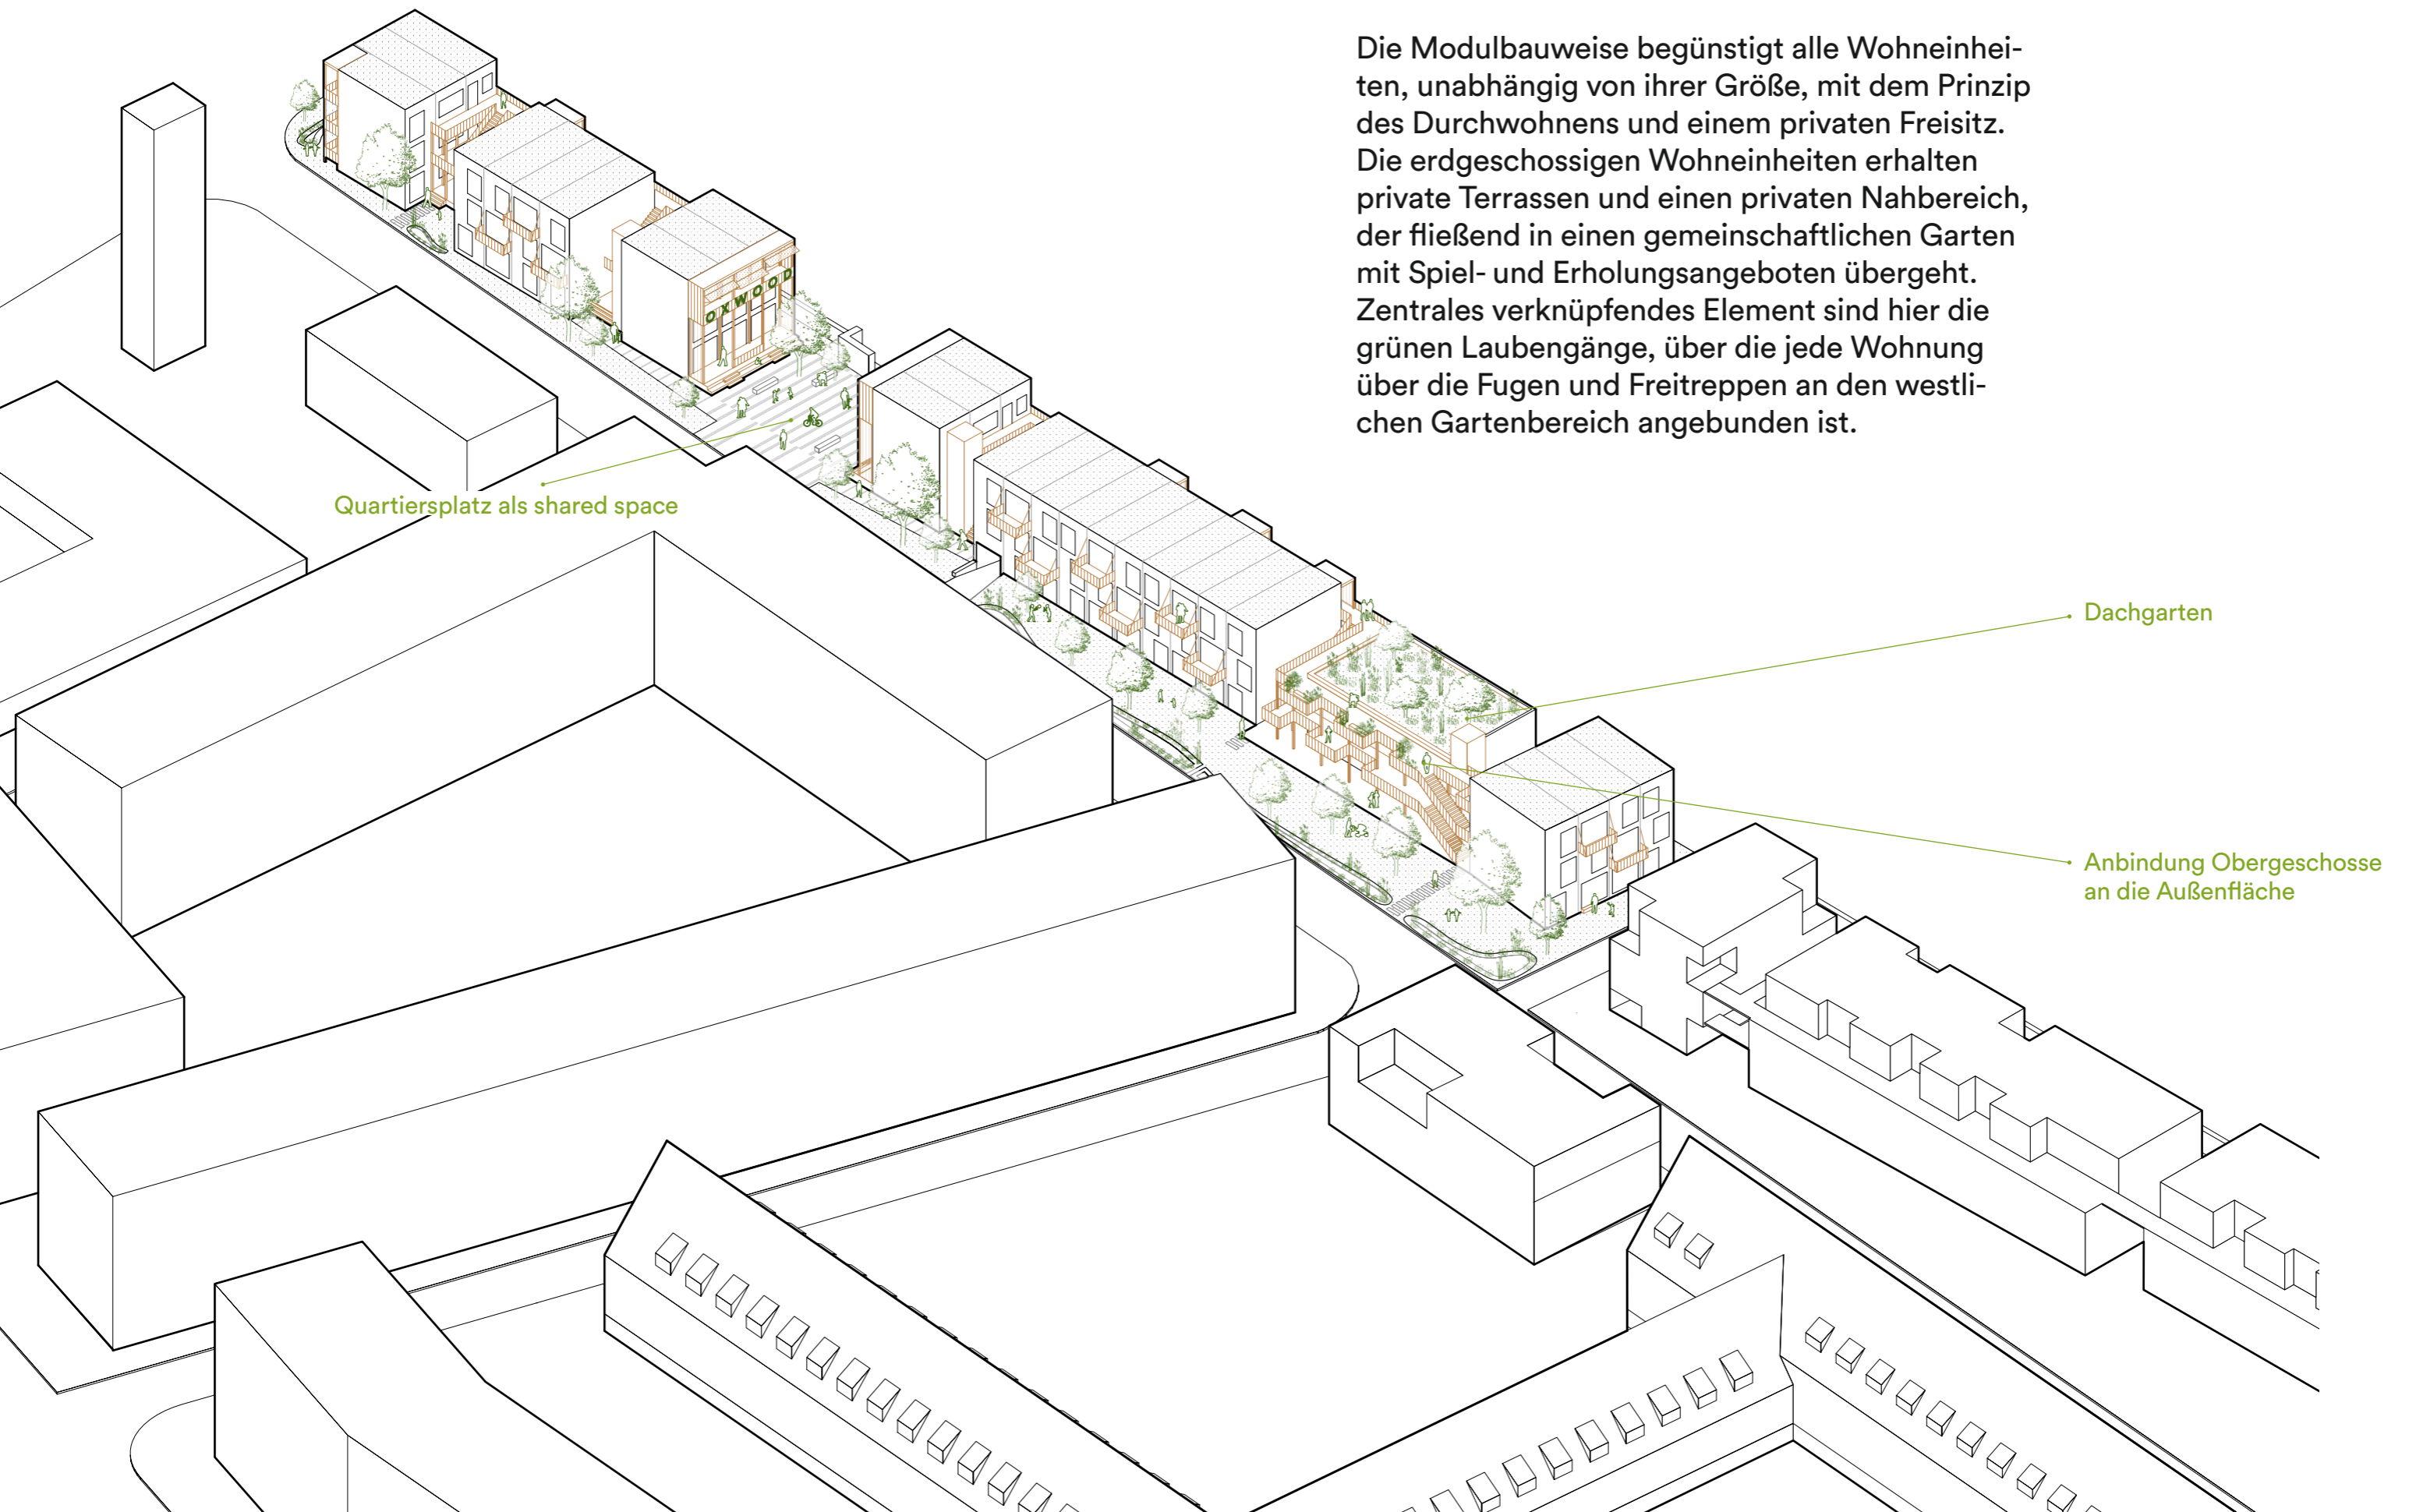 Die Modulbauweise begünstigt alle Wohneinhei-
ten, unabhängig von ihrer Größe, mit dem Prinzip
des Durchwohnens und einem privaten Freisitz.
Die erdgeschossigen Wohneinheiten erhalten
private Terrassen und einen privaten Nahbereich,
der fließend in einen gemeinschaftlichen Garten
mit Spiel- und Erholungsangeboten übergeht.
Zentrales verknüpfendes Element sind hier die
grünen Laubengänge, über die jede Wohnung
über die Fugen und Freitreppen an den westli-
chen Gartenbereich angebunden ist.
OXWOOD
Quartiersplatz als shared space
Dachgarten
Anbindung Obergeschosse
an die Außenfläche